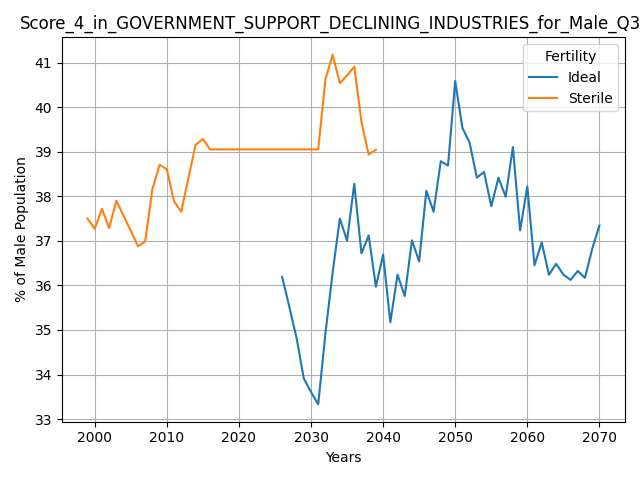 Score_4_in_GOVERNMENT_SUPPORT_DECLINING_INDUSTRIES_for_Male_Q3
Fertility
Ideal
Sterile
% of Male Population
41
40
39
38
37
36
35
34
33
2000 2010 2020 2030 2040 2050 2060 2070
Years